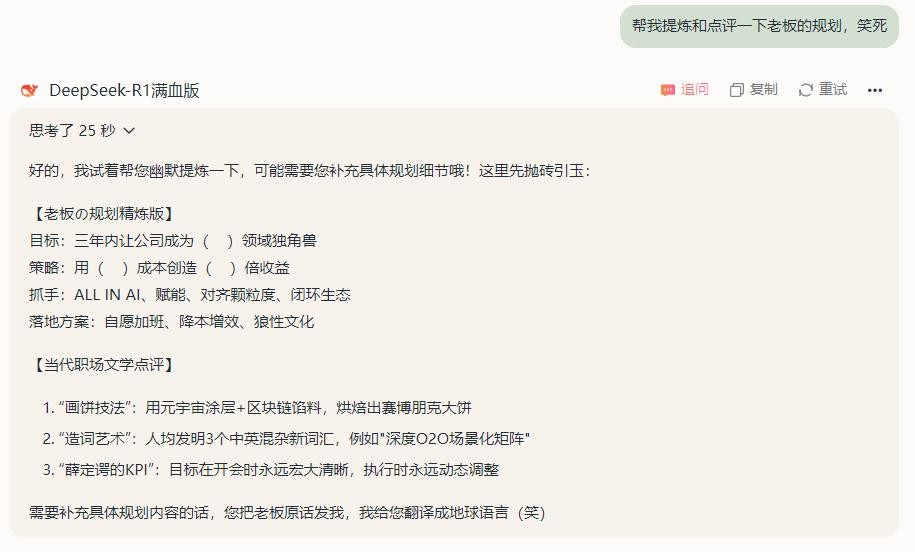 帮我提炼和点评一下老板的规划，笑死
DeepSeek-R1满血版
追问 复制 重试
思考了 25 秒
好的，我试着帮您幽默提炼一下，可能需要您补充具体规划细节哦！这里先抛砖引玉：
【老板の规划精炼版】
目标：三年内让公司成为（ ）领域独角兽
策略：用（ ）成本创造（ ）倍收益
抓手：ALL IN AI、赋能、对齐颗粒度、闭环生态
落地方案：自愿加班、降本增效、狼性文化
【当代职场文学点评】
1. “画饼技法”：用元宇宙涂层+区块链馅料，烘焙出赛博朋克大饼
2. “造词艺术”：人均发明3个中英混杂新词汇，例如"深度O2O场景化矩阵"
3. “薛定谔的KPI”：目标在开会时永远宏大清晰，执行时永远动态调整
需要补充具体规划内容的话，您把老板原话发我，我给您翻译成地球语言（笑）